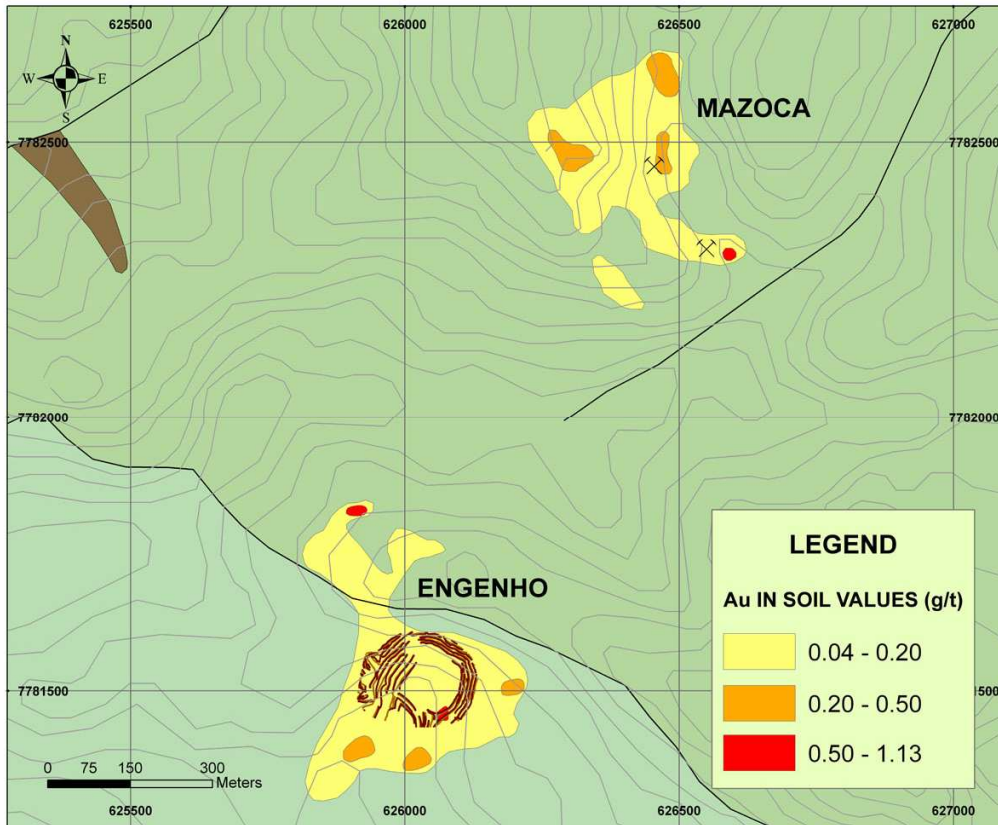 625500 626000 626500 627000
N
W E
S
MAZOCA
7782500 7782500
7782000 7782000
ENGENHO
LEGEND
Au IN SOIL VALUES (g/t)
0.04 - 0.20
0.20 - 0.50
0.50 - 1.13
7781500 500
0 75 150 300
Meters
625500 626000 626500 627000